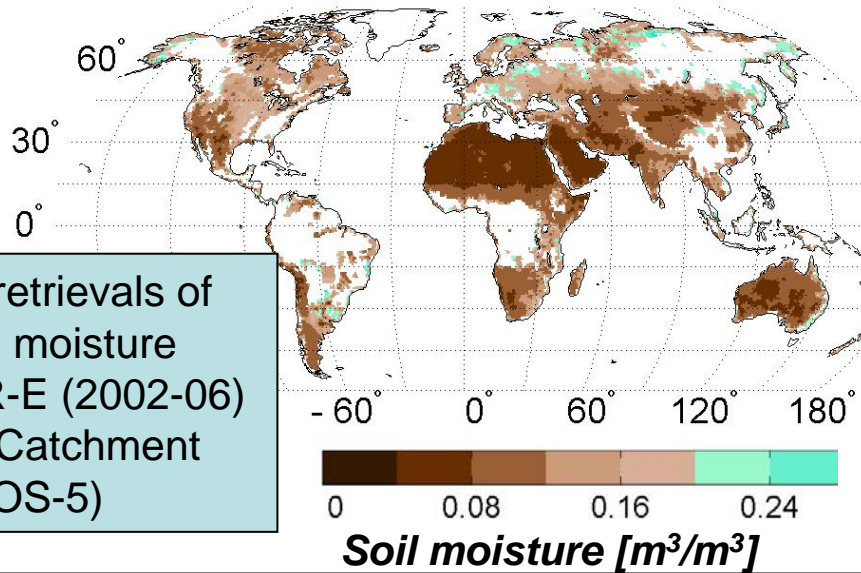 60°
30°
0°
retrievals of
moisture
R-E (2002-06)
Catchment
OS-5)
- 60° 0° 60° 120° 180°
0 0.08 0.16 0.24
Soil moisture [m³/m³]